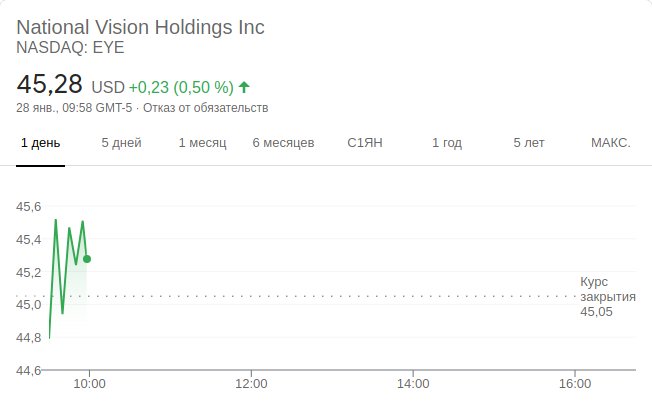 National Vision Holdings Inc
NASDAQ: EYE
45,28 USD +0,23 (0,50 %)
28 янв., 09:58 GMT-5 · Отказ от обязательств
1 день 5 дней 1 месяц 6 месяцев С1ЯН 1 год 5 лет МАКС.
45,6
45,4
45,2
45,0
44,8
44,6
Курс
закрытия
45,05
10:00 12:00 14:00 16:00